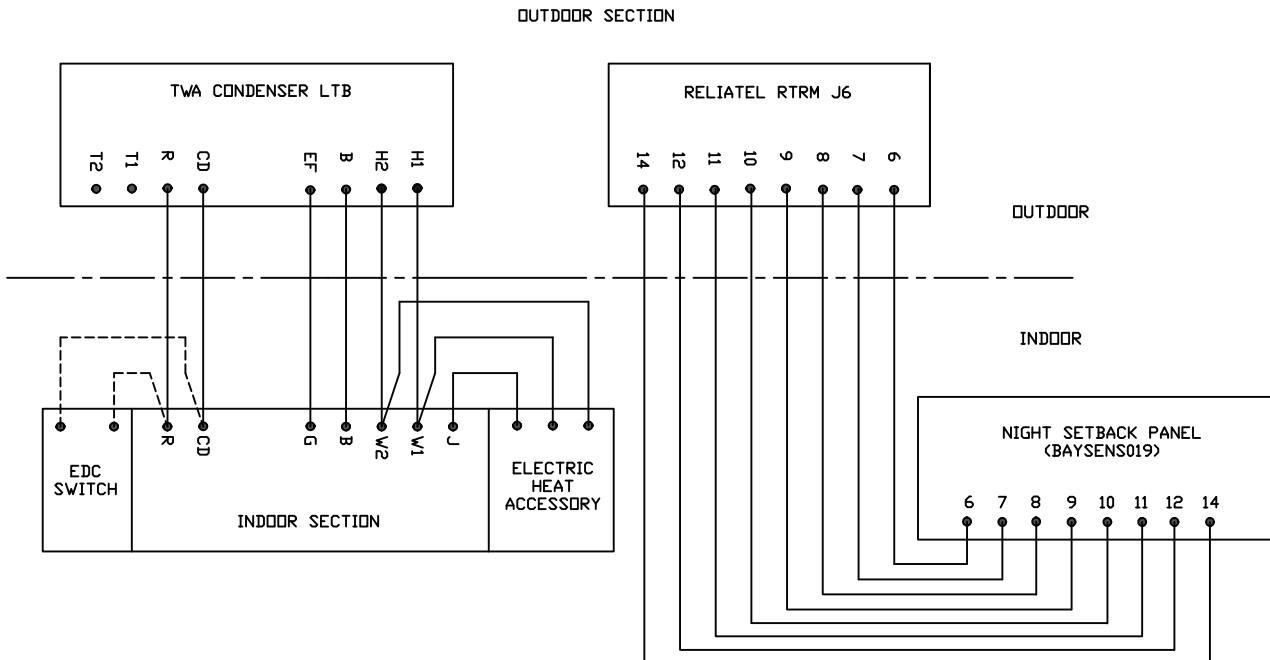 OUTDOOR SECTION
TWA CONDENSER LTB
T2 T1 R CD EF B H2 H1
RELIATEL RTRM J6
14 12 11 10 9 8 7 6
OUTDOOR
INDOOR
R CD G B W2 W1 J
EDC
SWITCH
INDOOR SECTION
ELECTRIC
HEAT
ACCESSORY
NIGHT SETBACK PANEL
(BAYSENS019)
6 7 8 9 10 11 12 14